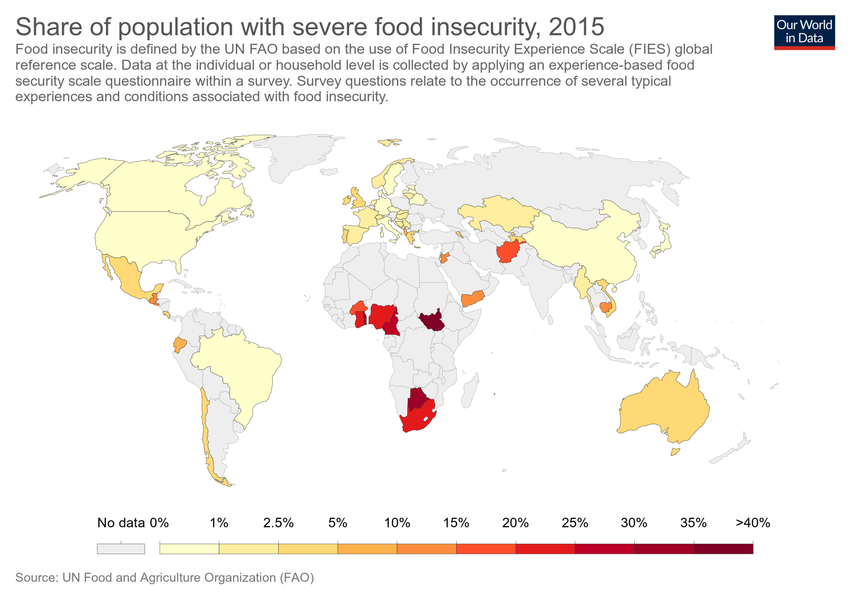 Share of population with severe food insecurity, 2015
Our World
in Data
Food insecurity is defined by the UN FAO based on the use of Food Insecurity Experience Scale (FIES) global
reference scale. Data at the individual or household level is collected by applying an experience-based food
security scale questionnaire within a survey. Survey questions relate to the occurrence of several typical
experiences and conditions associated with food insecurity.
No data 0% 1% 2.5% 5% 10% 15% 20% 25% 30% 35% >40%
Source: UN Food and Agriculture Organization (FAO)